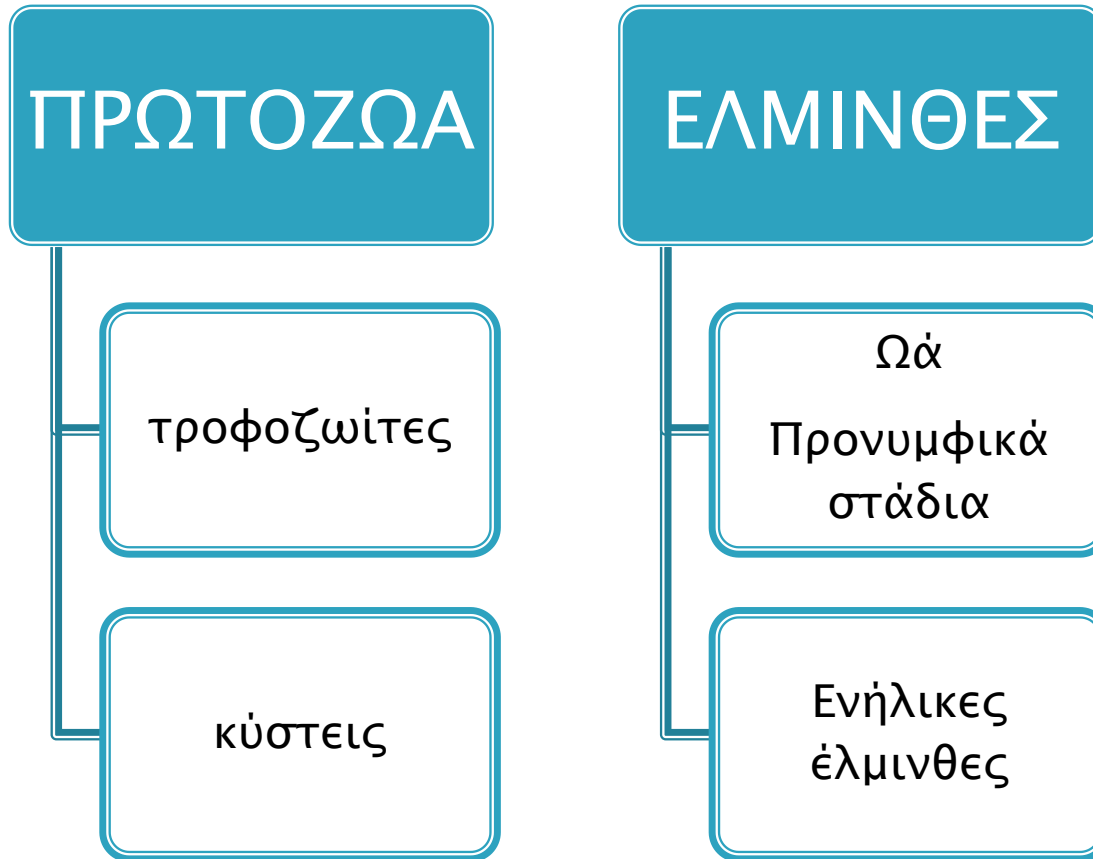 ΠΡΩΤΟΖΩΑ
τροφοζωίτες
κύστεις
ΕΛΜΙΝΘΕΣ
Ωά
Προνυμφικά
στάδια
Ενήλικες
έλμινθες